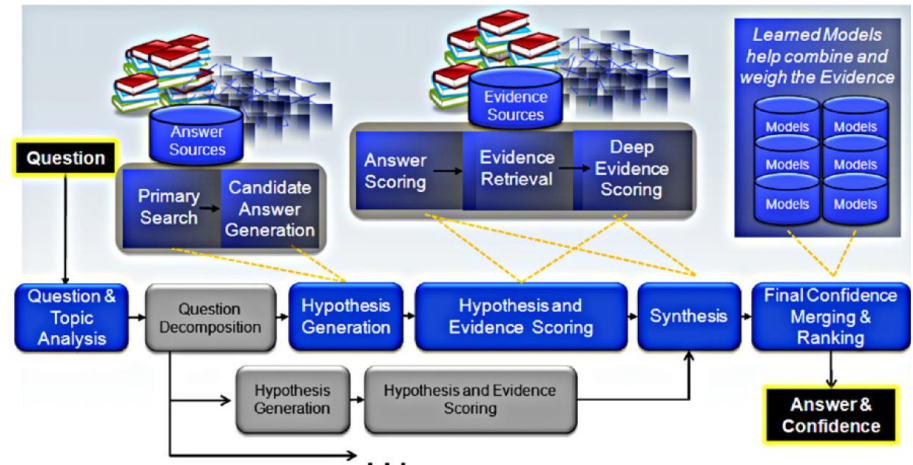 Learned Models
help combine and
weigh the Evidence
Models
Models
Models
Models
Models
Models
Answer
Sources
Evidence
Sources
Question
Primary
Search
Candidate
Answer
Generation
Answer
Scoring
Evidence
Retrieval
Deep
Evidence
Scoring
Question &
Topic
Analysis
Question
Decomposition
Hypothesis
Generation
Hypothesis and
Evidence Scoring
Synthesis
Final Confidence
Merging &
Ranking
Hypothesis
Generation
Hypothesis and Evidence
Scoring
Answer &
Confidence
. . .